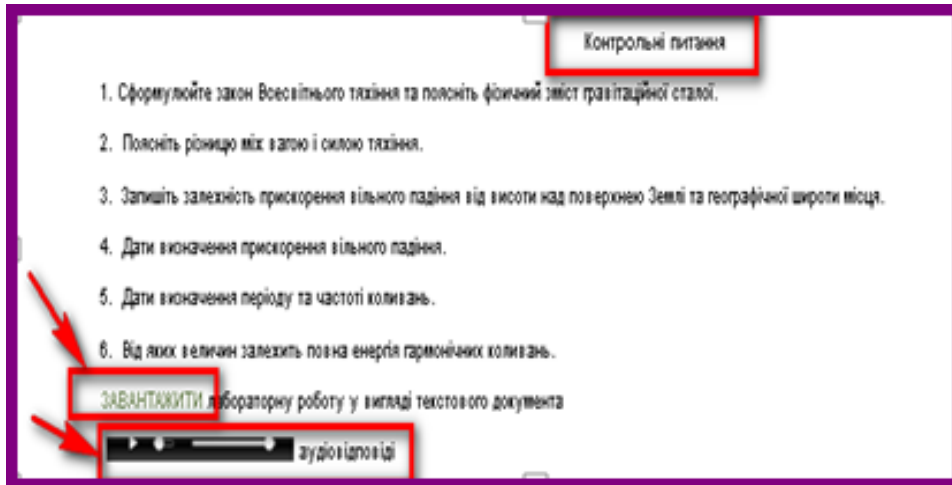 Контрольні питання
1. Сформулюйте закон Всесвітнього тяжіння та поясніть фізичний зміст гравітаційної сталої.
2. Поясніть різницю між вагою і силою тяжіння.
3. Запишіть залежність прискорення вільного падіння від висоти над поверхнею Землі та географічної широти місця.
4. Дати визначення прискорення вільного падіння.
5. Дати визначення періоду та частоті коливань.
6. Від яких величин залежить повна енергія гармонічних коливань.
ЗАВАНТАЖИТИ лабораторну роботу у вигляді текстового документа
аудіовідповіді